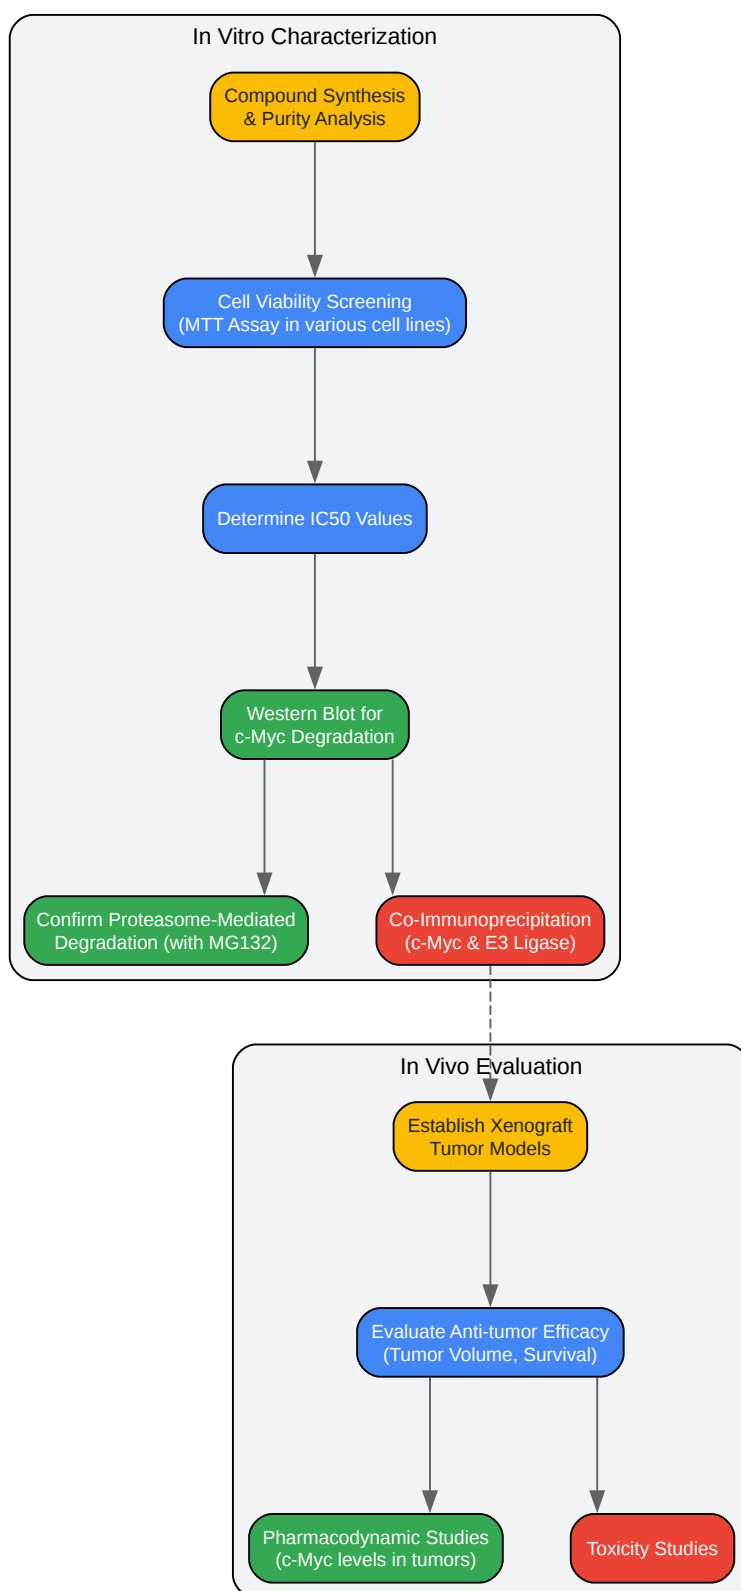 In Vitro Characterization
Compound Synthesis
& Purity Analysis
Cell Viability Screening
(MTT Assay in various cell lines)
Determine IC50 Values
Western Blot for
c-Myc Degradation
Confirm Proteasome-Mediated
Degradation (with MG132)
Co-Immunoprecipitation
(c-Myc & E3 Ligase)
In Vivo Evaluation
Establish Xenograft
Tumor Models
Evaluate Anti-tumor Efficacy
(Tumor Volume, Survival)
Pharmacodynamic Studies
(c-Myc levels in tumors)
Toxicity Studies